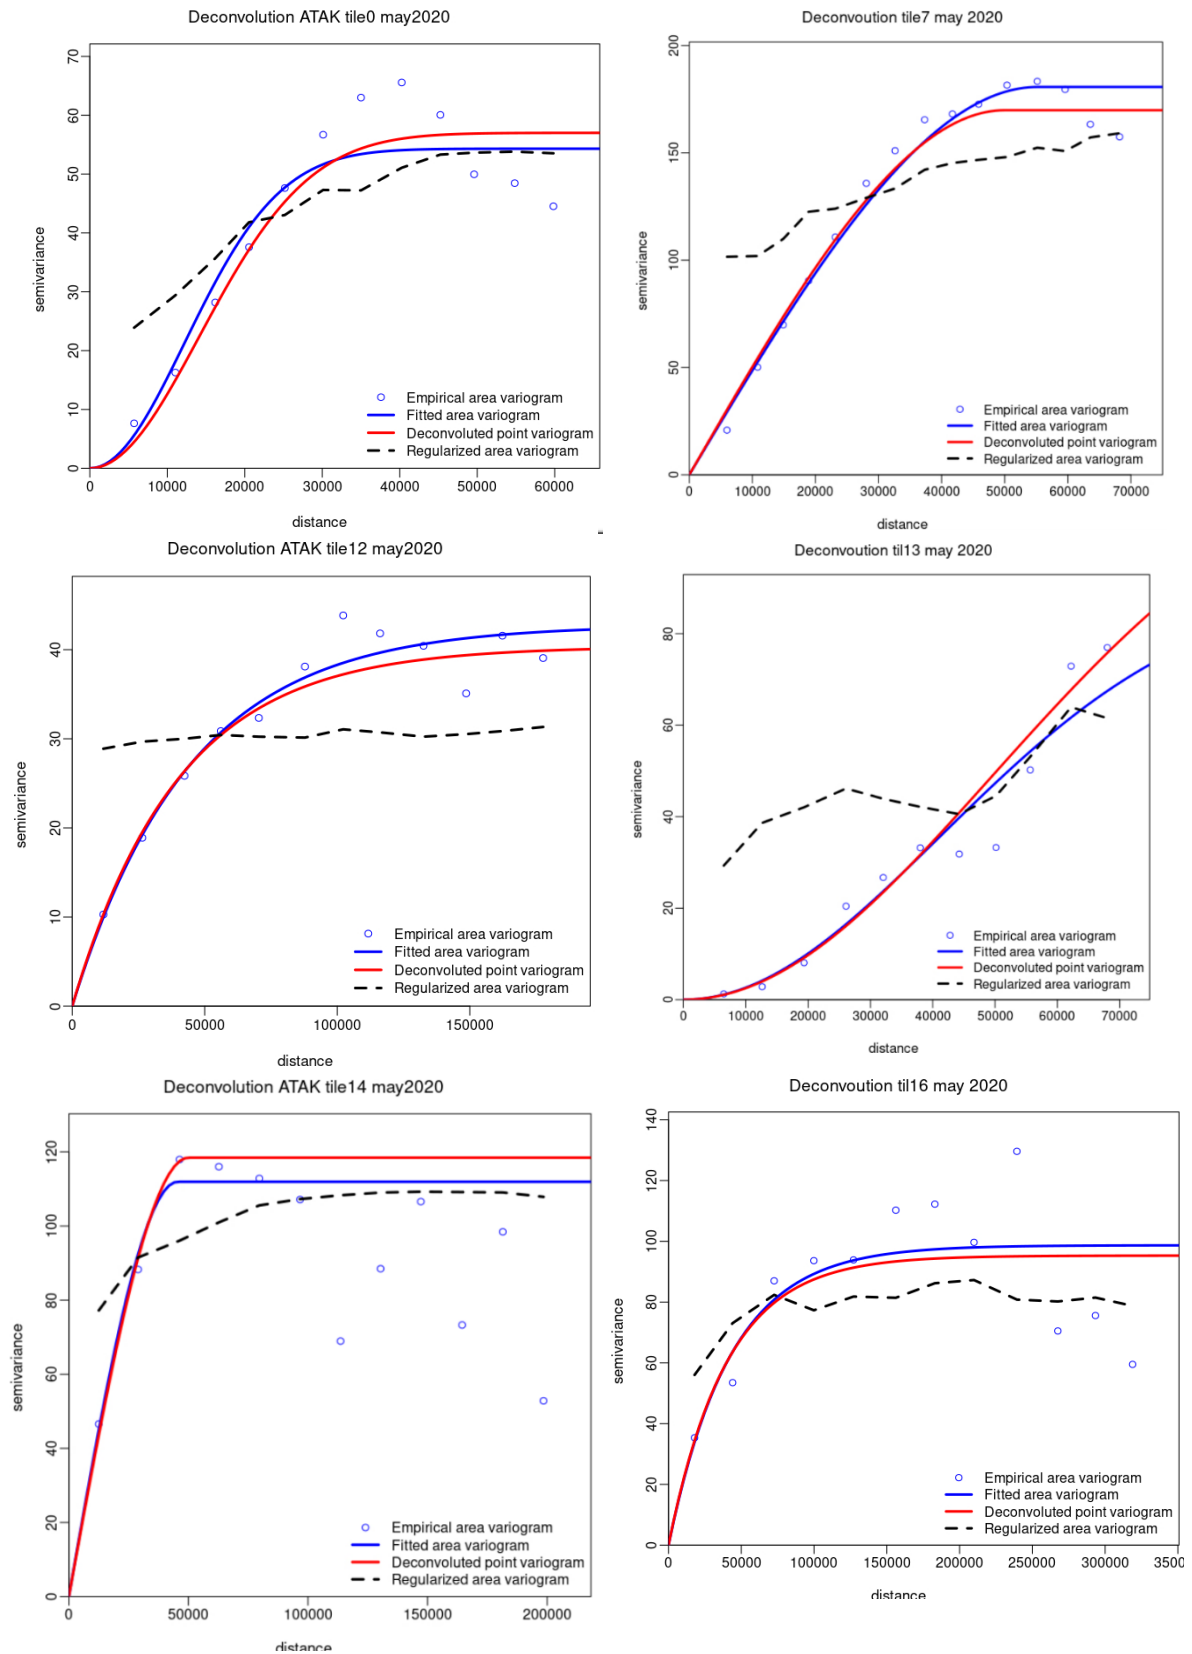 Deconvolution ATAK tile0 may2020
semivariance
0 10 20 30 40 50 60 70
Empirical area variogram
Fitted area variogram
Deconvoluted point variogram
Regularized area variogram
0 10000 20000 30000 40000 50000 60000
distance
Deconvoution tile7 may 2020
semivariance
0 50 100 150 200
Empirical area variogram
Fitted area variogram
Deconvoluted point variogram
Regularized area variogram
0 10000 20000 30000 40000 50000 60000 70000
distance
Deconvolution ATAK tile12 may2020
semivariance
0 10 20 30 40
Empirical area variogram
Fitted area variogram
Deconvoluted point variogram
Regularized area variogram
0 50000 100000 150000
distance
Deconvoution til13 may 2020
semivariance
0 20 40 60 80
Empirical area variogram
Fitted area variogram
Deconvoluted point variogram
Regularized area variogram
0 10000 20000 30000 40000 50000 60000 70000
distance
Deconvolution ATAK tile14 may2020
semivariance
0 20 40 60 80 100 120
Empirical area variogram
Fitted area variogram
Deconvoluted point variogram
Regularized area variogram
0 50000 100000 150000 200000
distance
Deconvoution til16 may 2020
semivariance
0 20 40 60 80 100 120 140
Empirical area variogram
Fitted area variogram
Deconvoluted point variogram
Regularized area variogram
0 50000 100000 150000 200000 250000 300000 3500
distance